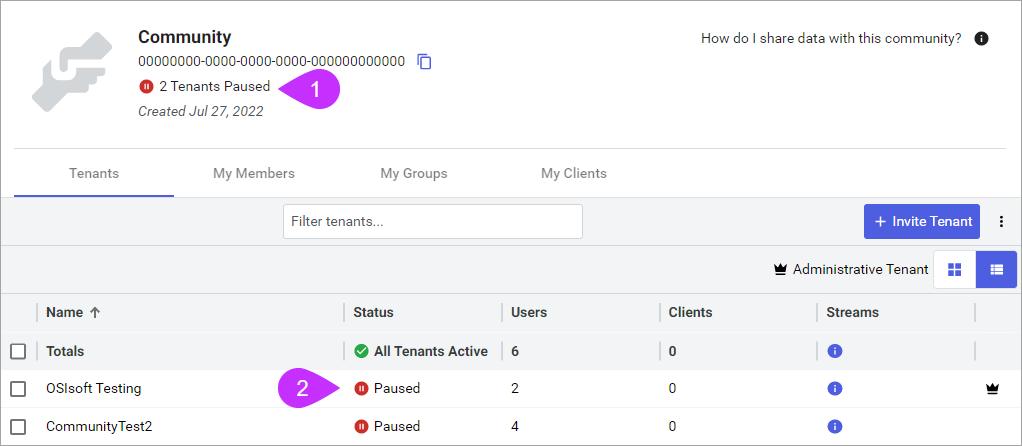 Community
How do I share data with this community?
00000000-0000-0000-0000-000000000000
2 Tenants Paused
1
Created Jul 27, 2022
Tenants My Members My Groups My Clients
Filter tenants... + Invite Tenant
Administrative Tenant
Name Status Users Clients Streams
Totals All Tenants Active 6 0
OSIsoft Testing 2 Paused 2 0
CommunityTest2 Paused 4 0